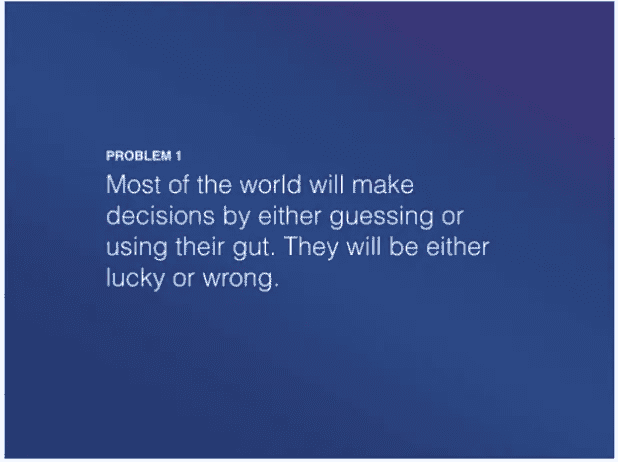 PROBLEM 1
Most of the world will make
decisions by either guessing or
using their gut. They will be either
lucky or wrong.